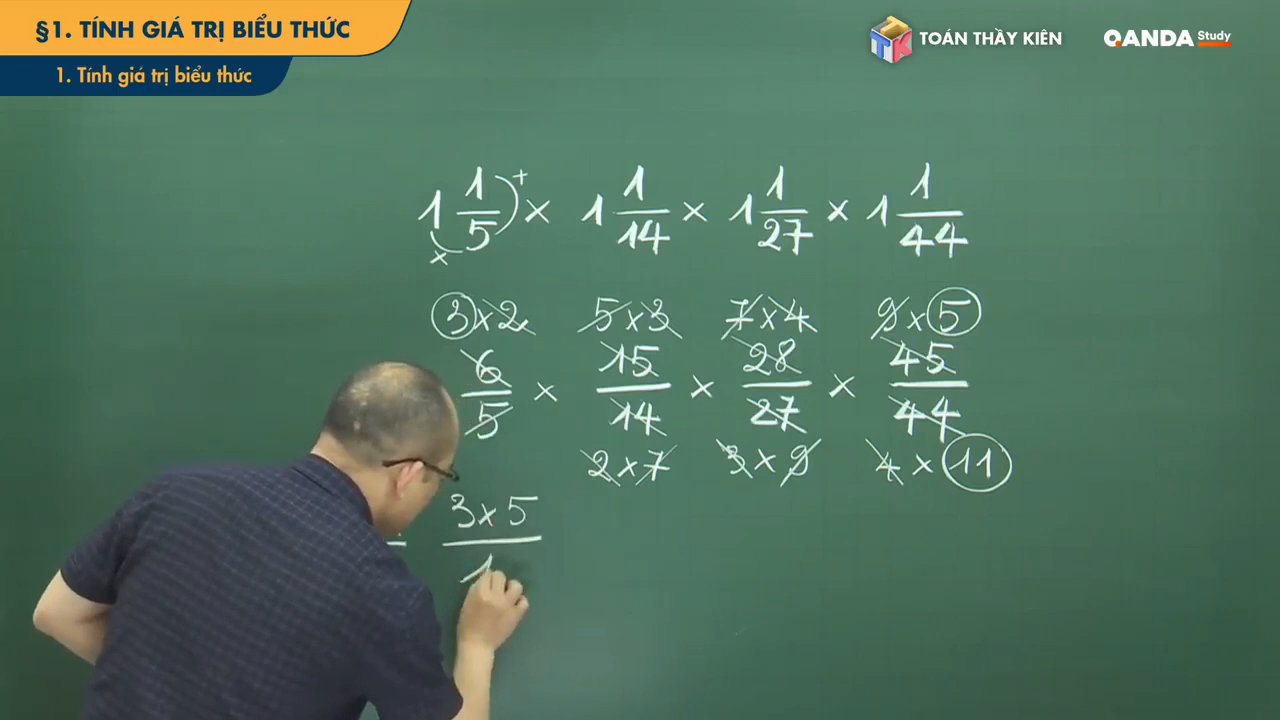 §1. TÍNH GIÁ TRỊ BIỂU THỨC
1. Tính giá trị biểu thức
TOÁN THẦY KIÊN
QANDA Study
1 1/5 × 1 1/14 × 1 1/27 × 1 1/44
+
×
3×2 5×3 7×4 9×5
6/5 × 15/14 × 28/27 × 45/44
2×7 3×9 4×11
3×5
1